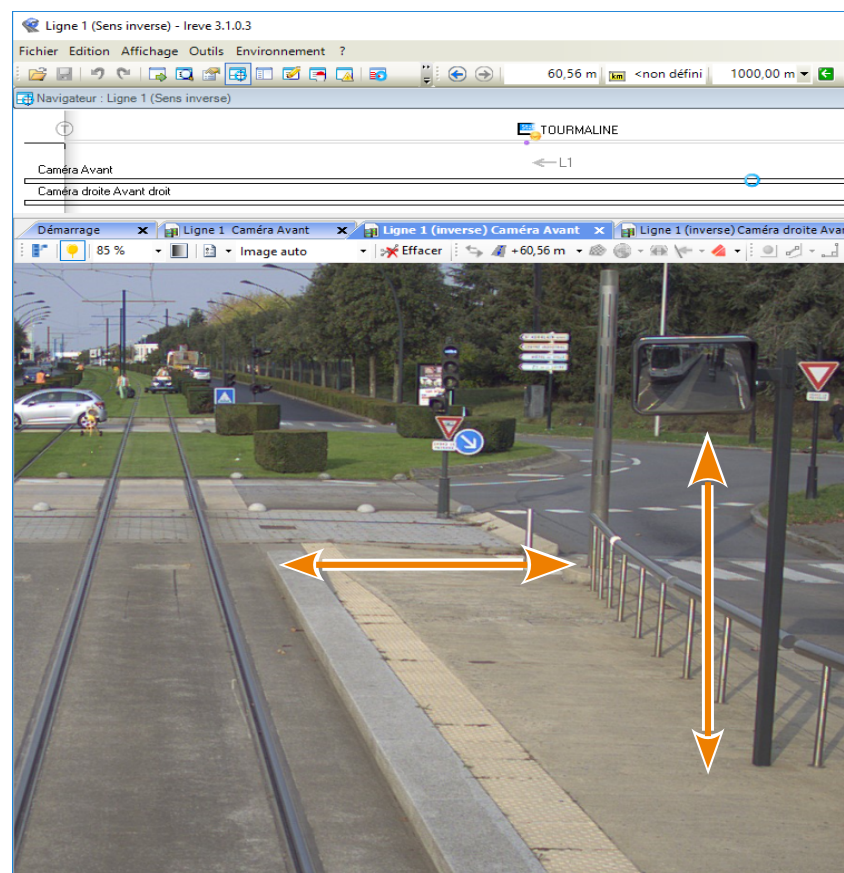 Ligne 1 (Sens inverse) - Ireve 3.1.0.3
Fichier Edition Affichage Outils Environnement ?
60,56 m km <non défini 1000,00 m
Navigateur : Ligne 1 (Sens inverse)
T TOURMALINE
L1
Caméra Avant
Caméra droite Avant droit
Démarrage Ligne 1 Caméra Avant Ligne 1 (inverse) Caméra Avant Ligne 1 (inverse) Caméra droite Avar
85 % Image auto Effacer +60,56 m